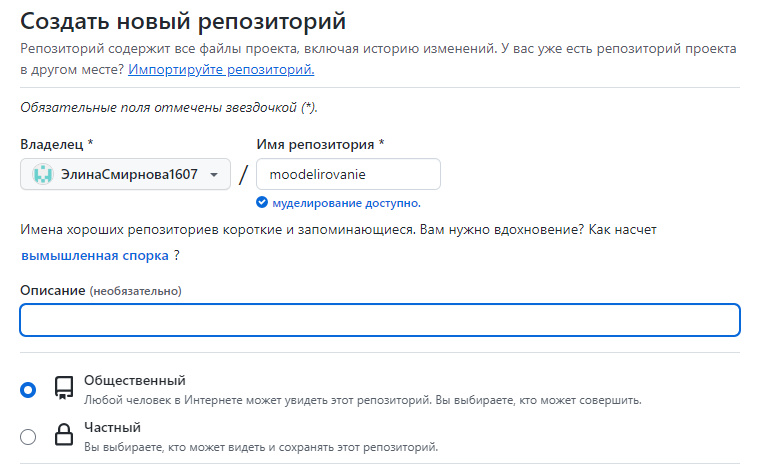 Создать новый репозиторий
Репозиторий содержит все файлы проекта, включая историю изменений. У вас уже есть репозиторий проекта
в другом месте? Импортируйте репозиторий.
Обязательные поля отмечены звездочкой (*).
Владелец * Имя репозитория *
ЭлинаСмирнова1607 / moodelirovanie
муделирование доступно.
Имена хороших репозиториев короткие и запоминающиеся. Вам нужно вдохновение? Как насчет
вымышленная спорка ?
Описание (необязательно)
Общественный
Любой человек в Интернете может увидеть этот репозиторий. Вы выбираете, кто может совершить.
Частный
Вы выбираете, кто может видеть и сохранять этот репозиторий.